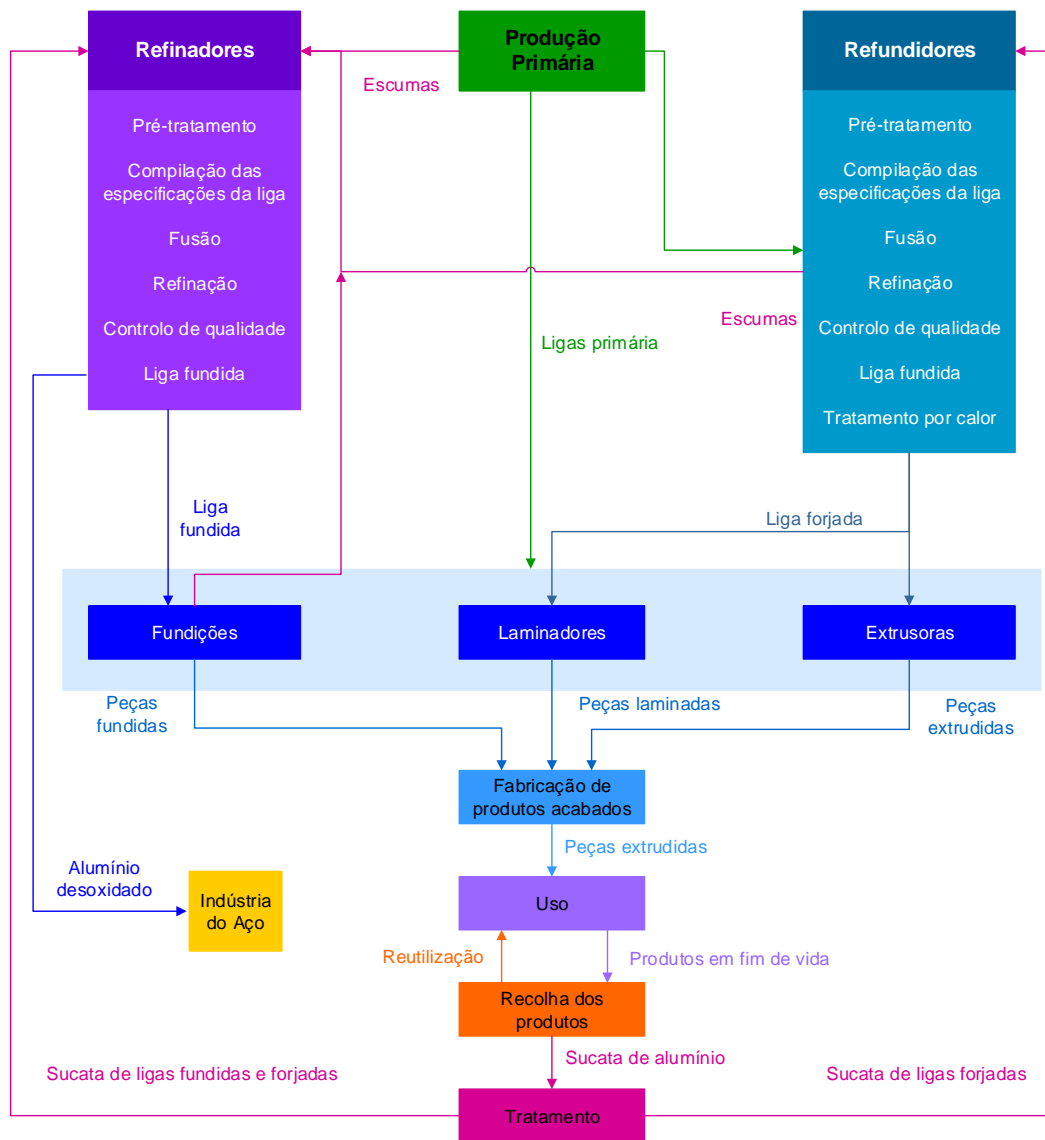 Refinadores
Produção
Primária
Refundidores
Escumas
Pré-tratamento
Compilação das
especificações da liga
Fusão
Refinação
Controlo de qualidade
Liga fundida
Pré-tratamento
Compilação das
especificações da liga
Fusão
Refinação
Controlo de qualidade
Liga fundida
Tratamento por calor
Escumas
Ligas primária
Liga
fundida
Liga forjada
Fundições
Laminadores
Extrusoras
Peças
fundidas
Peças laminadas
Peças
extrudidas
Fabricação de
produtos acabados
Peças extrudidas
Alumínio
desoxidado
Indústria
do Aço
Uso
Reutilização
Produtos em fim de vida
Recolha dos
produtos
Sucata de alumínio
Sucata de ligas fundidas e forjadas
Sucata de ligas forjadas
Tratamento